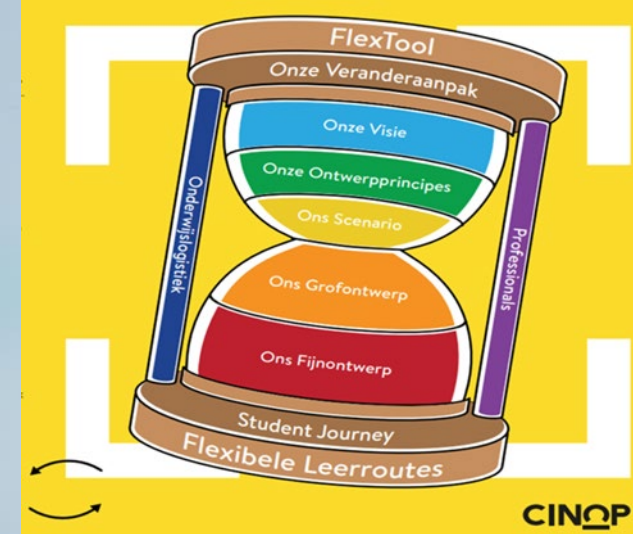 FlexTool
Onze Veranderaanpak
Onze Visie
Onze Ontwerpprincipes
Ons Scenario
Onderwijslogistiek
Professionals
Ons Grofontwerp
Ons Fijnontwerp
Student Journey
Flexibele Leerroutes
CINOP